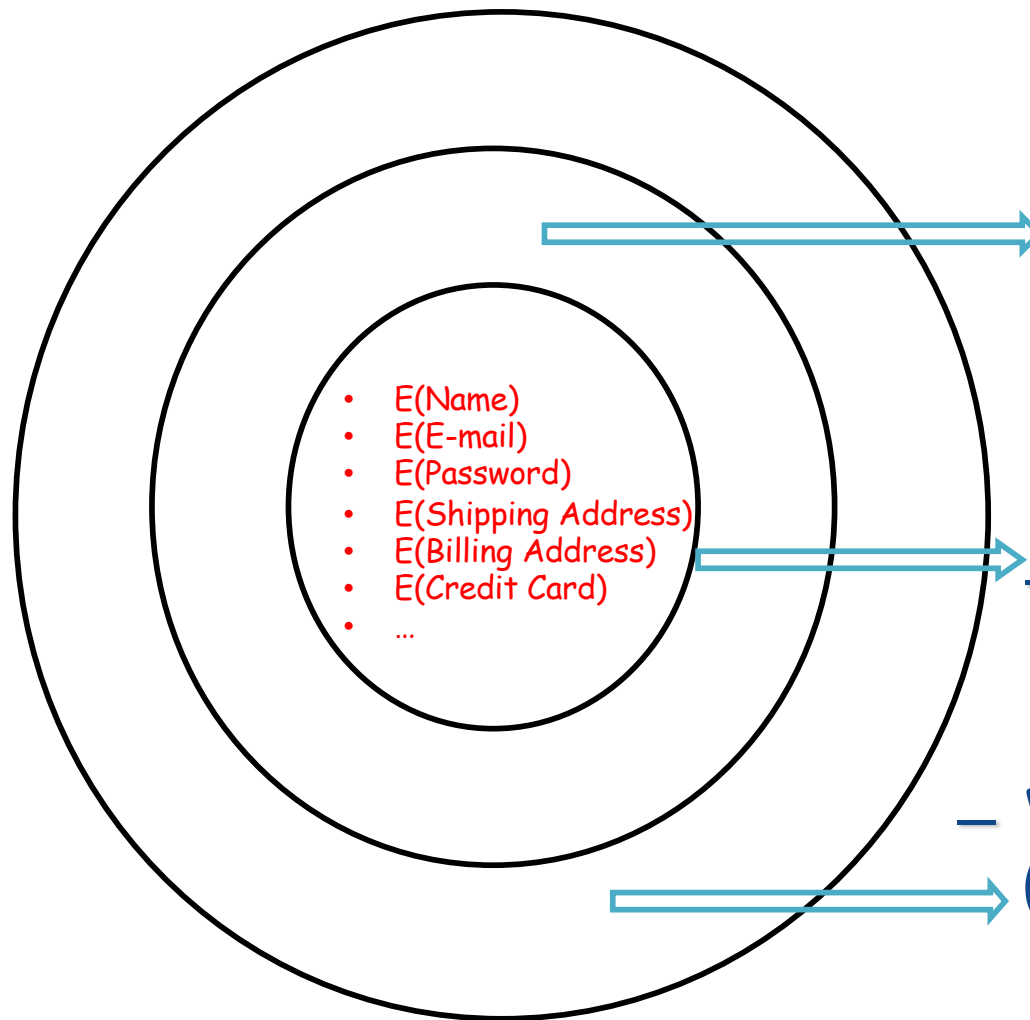 • E(Name)
• E(E-mail)
• E(Password)
• E(Shipping Address)
• E(Billing Address)
• E(Credit Card)
• …